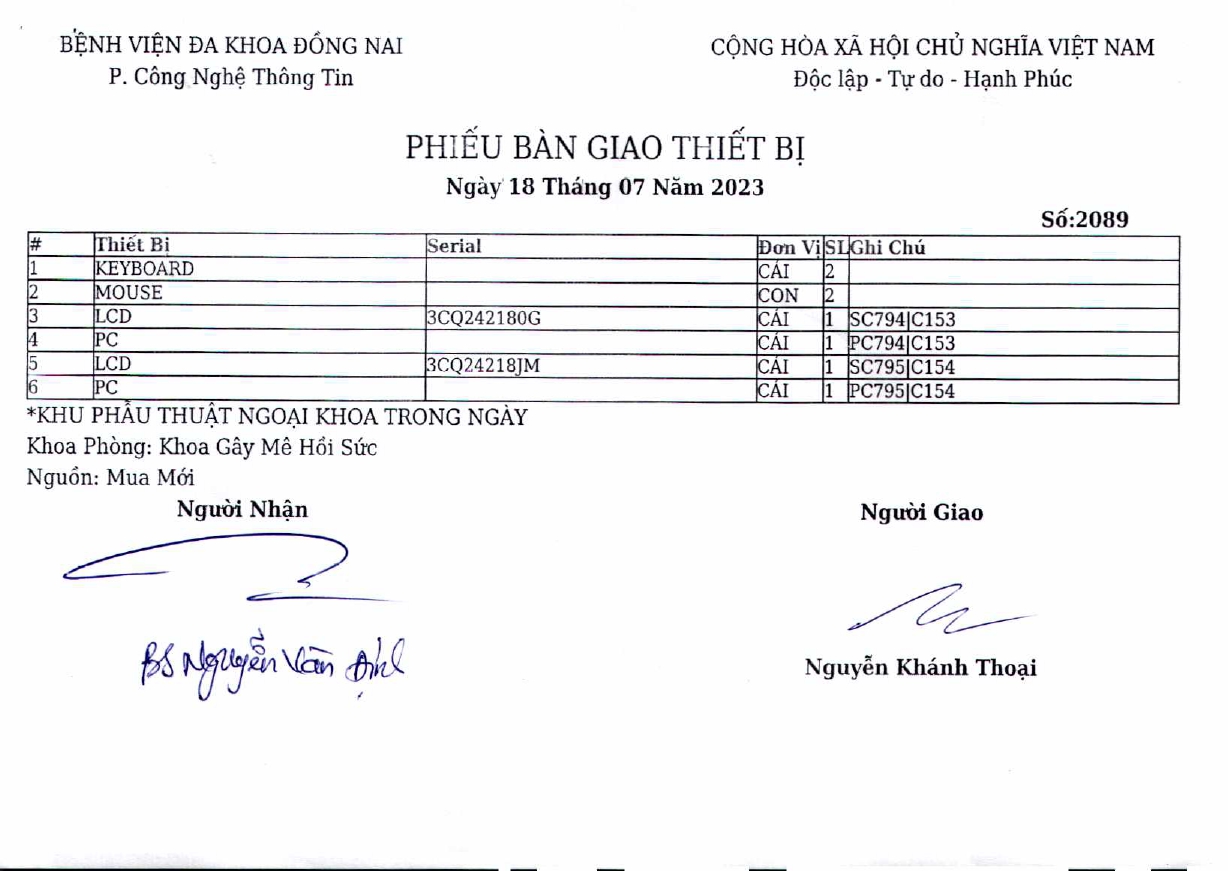 BỆNH VIỆN ĐA KHOA ĐỒNG NAI
P. Công Nghệ Thông Tin
CỘNG HÒA XÃ HỘI CHỦ NGHĨA VIỆT NAM
Độc lập - Tự do - Hạnh Phúc
PHIẾU BÀN GIAO THIẾT BỊ
Ngày 18 Tháng 07 Năm 2023
Số:2089
# Thiết Bị Serial Đơn Vị SL Ghi Chú
1 KEYBOARD CÁI 2
2 MOUSE CON 2
3 LCD 3CQ242180G CÁI 1 SC794|C153
4 PC CÁI 1 PC794|C153
5 LCD 3CQ24218JM CÁI 1 SC795|C154
6 PC CÁI 1 PC795|C154
*KHU PHẪU THUẬT NGOẠI KHOA TRONG NGÀY
Khoa Phòng: Khoa Gây Mê Hồi Sức
Nguồn: Mua Mới
Người Nhận
Người Giao
BS Nguyễn Văn
Nguyễn Khánh Thoại